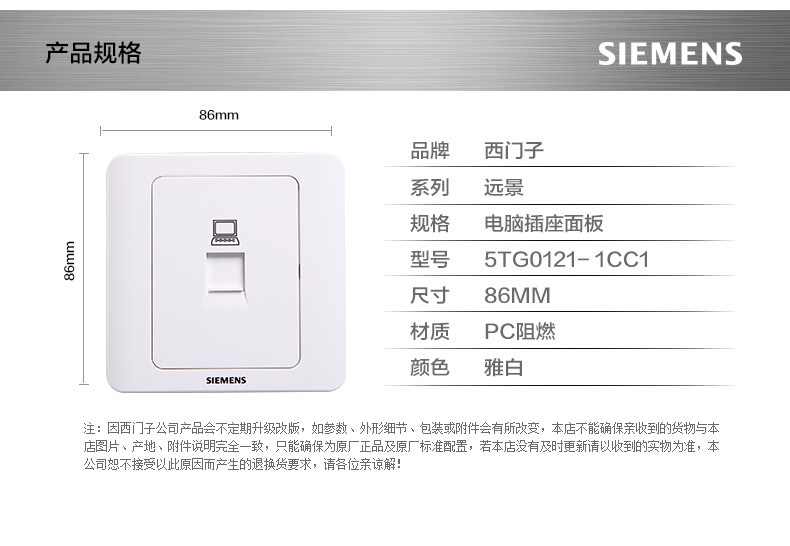 产品规格
SIEMENS
86mm
86mm
SIEMENS
品牌 西门子
系列 远景
规格 电脑插座面板
型号 5TG0121-1CC1
尺寸 86MM
材质 PC阻燃
颜色 雅白
注：因西门子公司产品会不定期升级改版，如参数、外形细节、包装或附件会有所改变，本店不能确保亲收到的货物与本
店图片、产地、附件说明完全一致，只能确保为原厂正品及原厂标准配置，若本店没有及时更新请以收到的实物为准，本
公司恕不接受以此原因而产生的退换货要求，请各位亲谅解！